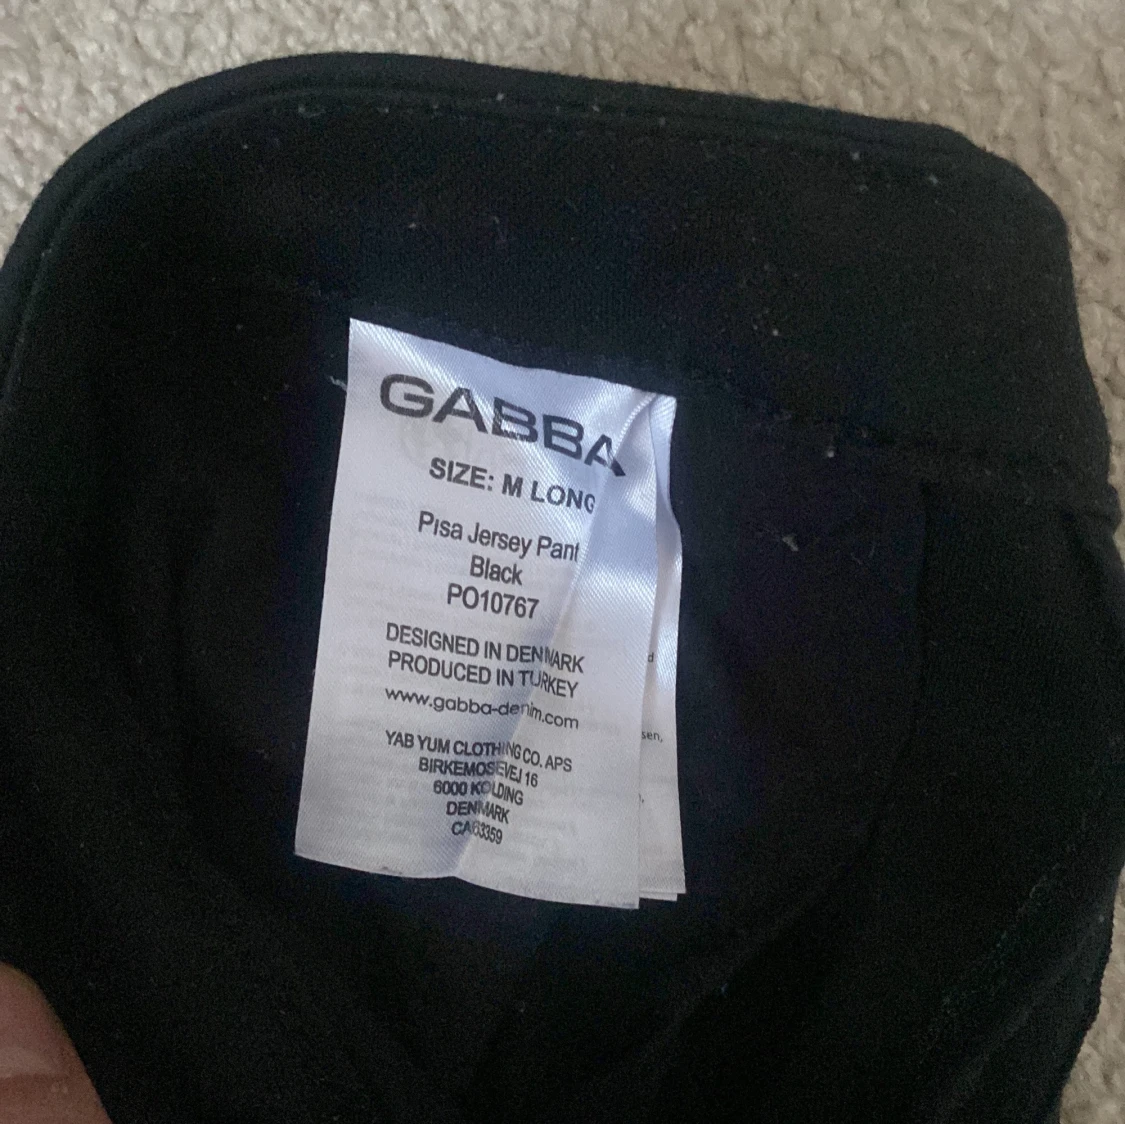 GABBA
SIZE: M LONG
Pisa Jersey Pant
Black
PO10767
DESIGNED IN DENMARK
PRODUCED IN TURKEY
www.gabba-denim.com
YAB YUM CLOTHING CO. APS
BIRKEMOSEVEJ 16
6000 KOLDING
DENMARK
sen,